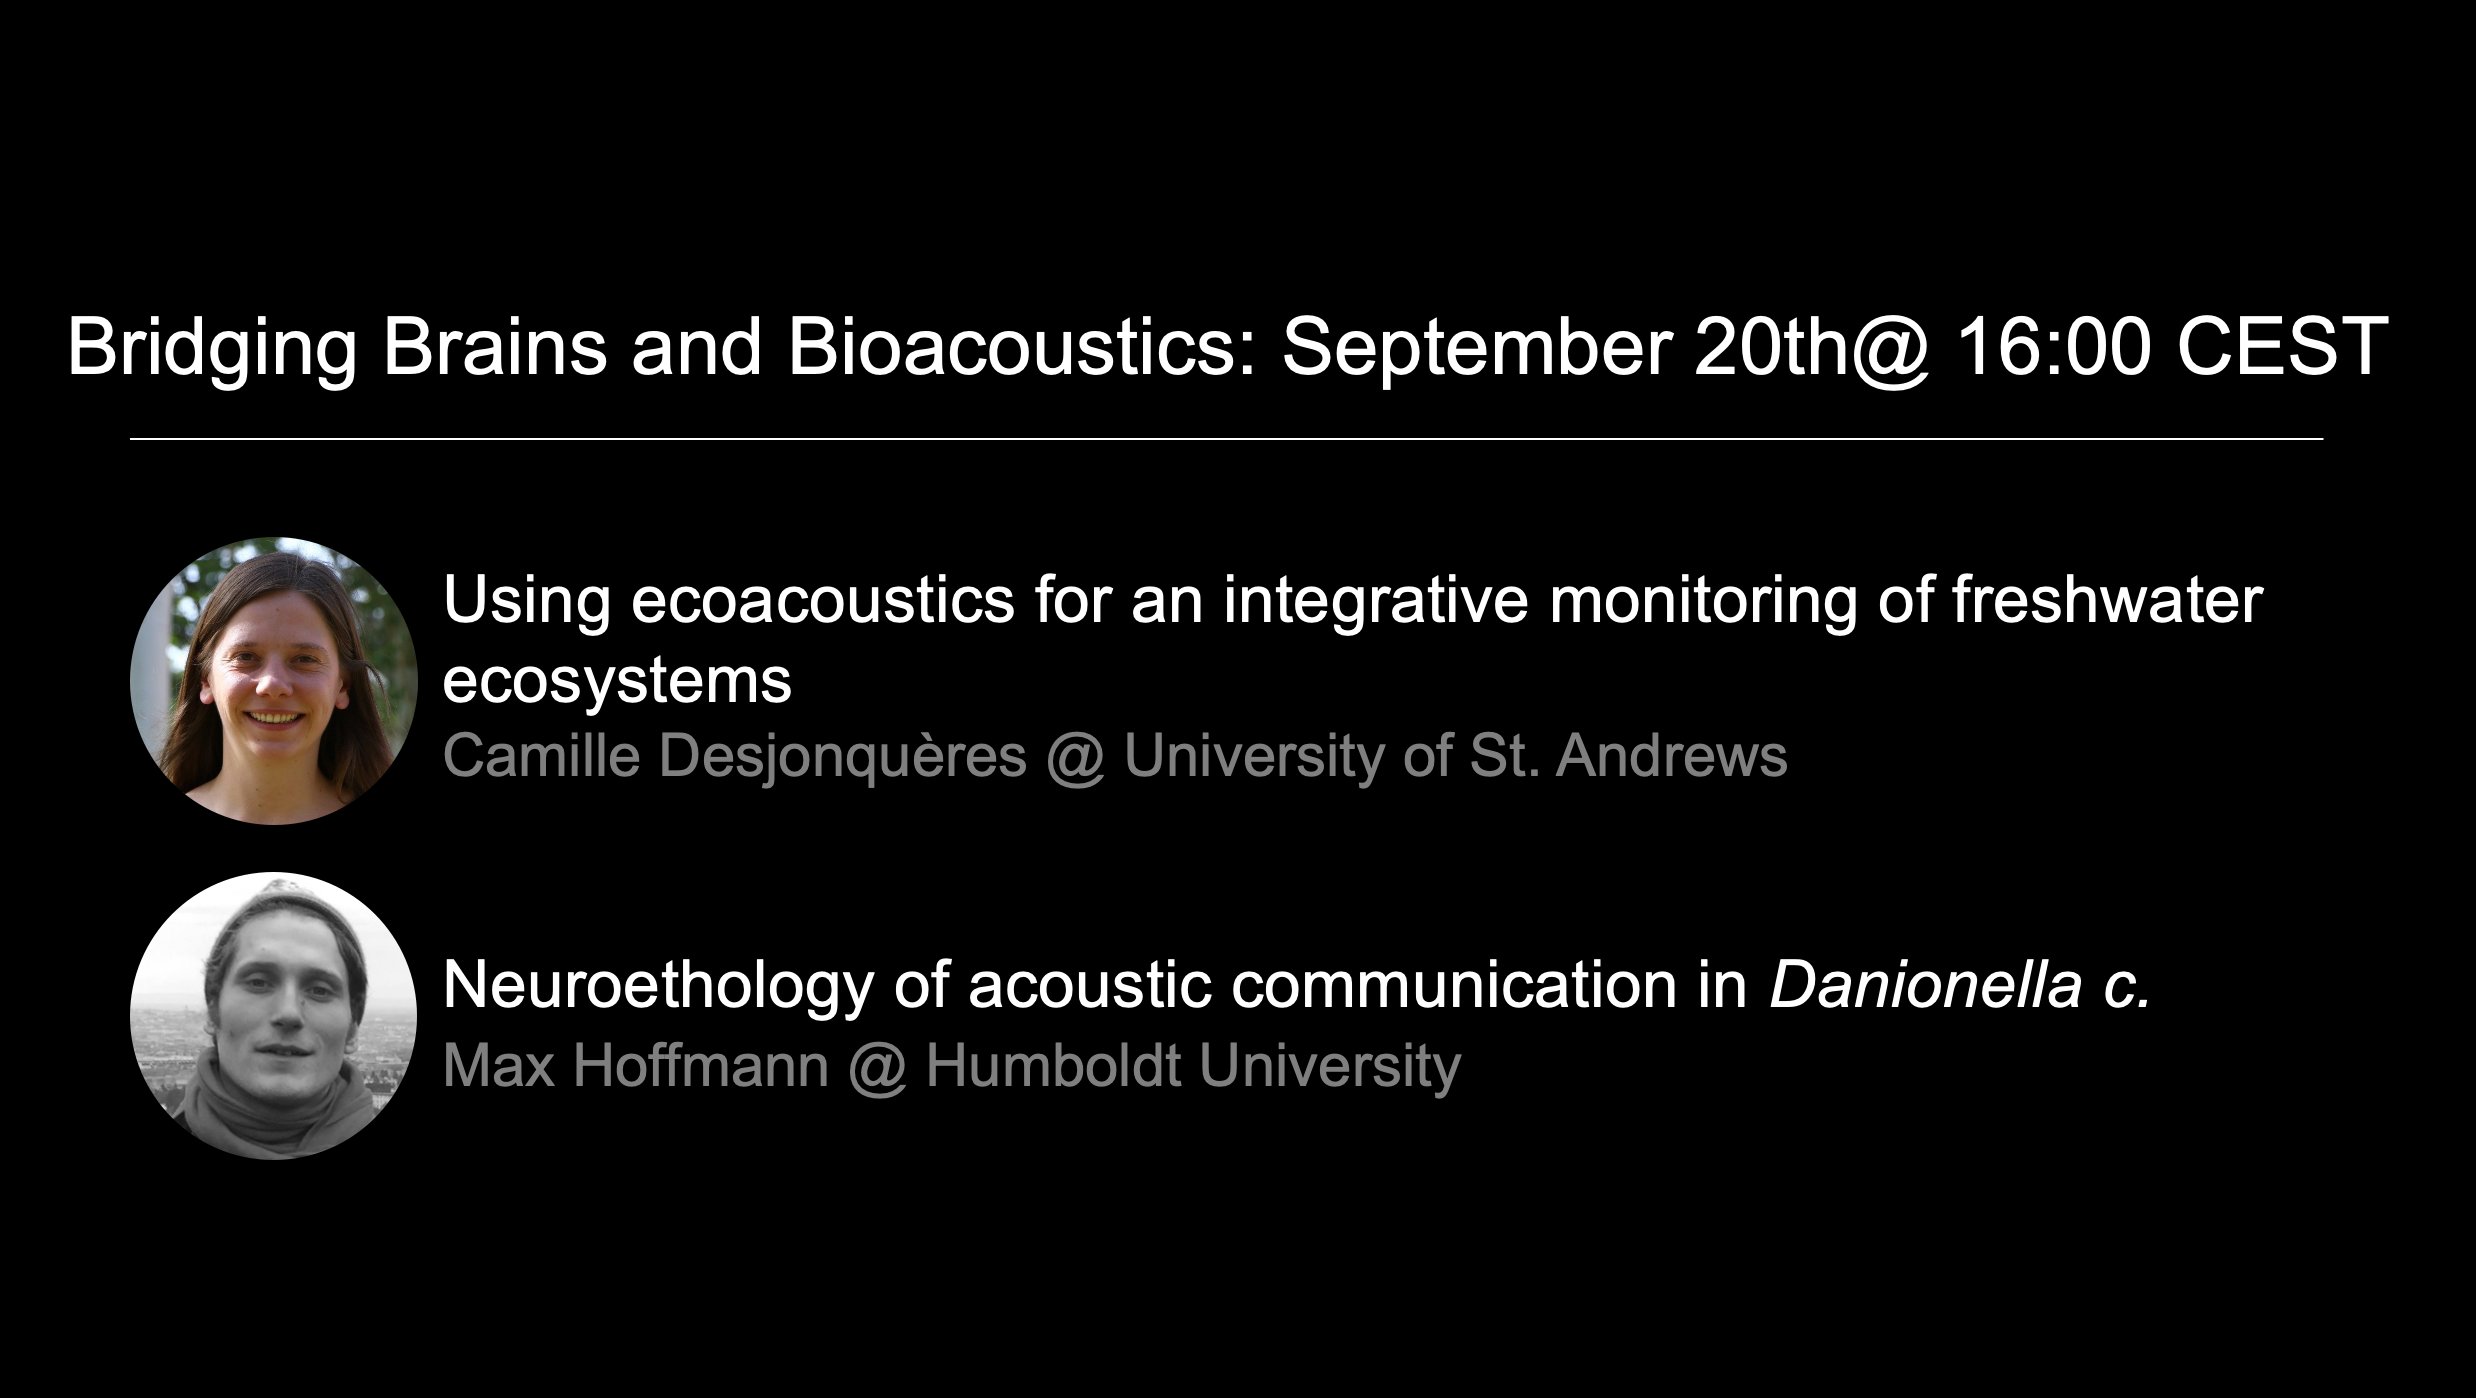 Bridging Brains and Bioacoustics: September 20th@ 16:00 CEST
Using ecoacoustics for an integrative monitoring of freshwater
ecosystems
Camille Desjonquères @ University of St. Andrews
Neuroethology of acoustic communication in Danionella c.
Max Hoffmann @ Humboldt University